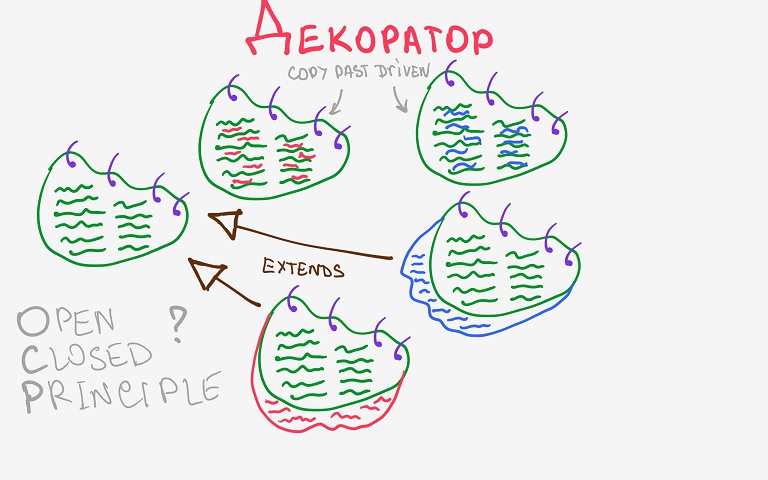 ДЕКОРАТОР
COPY PAST DRIVEN
EXTENDS
OPEN ?
CLOSED
PRINCIPLE